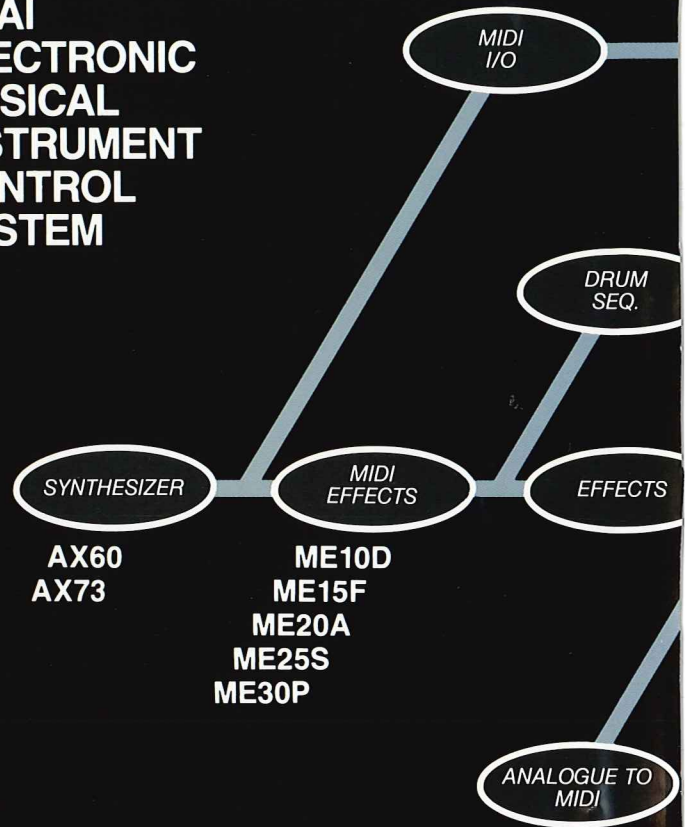 AI
ECTRONIC
SICAL
STRUMENT
ONTROL
STEM
MIDI
I/O
DRUM
SEQ.
SYNTHESIZER
MIDI
EFFECTS
EFFECTS
AX60
AX73
ME10D
ME15F
ME20A
ME25S
ME30P
ANALOGUE TO
MIDI